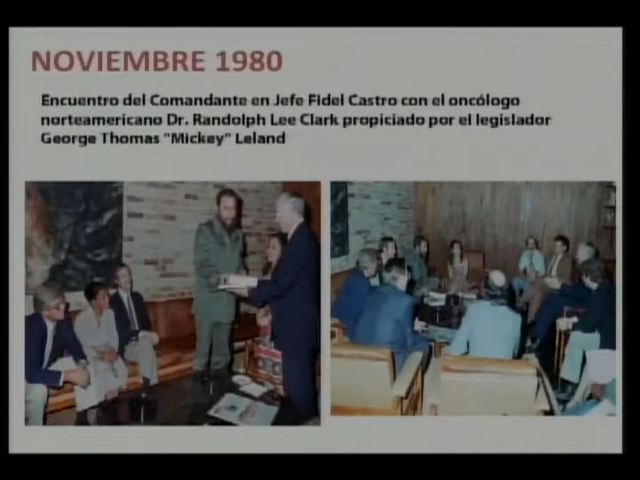 NOVIEMBRE 1980
Encuentro del Comandante en Jefe Fidel Castro con el oncólogo
norteamericano Dr. Randolph Lee Clark propiciado por el legislador
George Thomas "Mickey" Leland